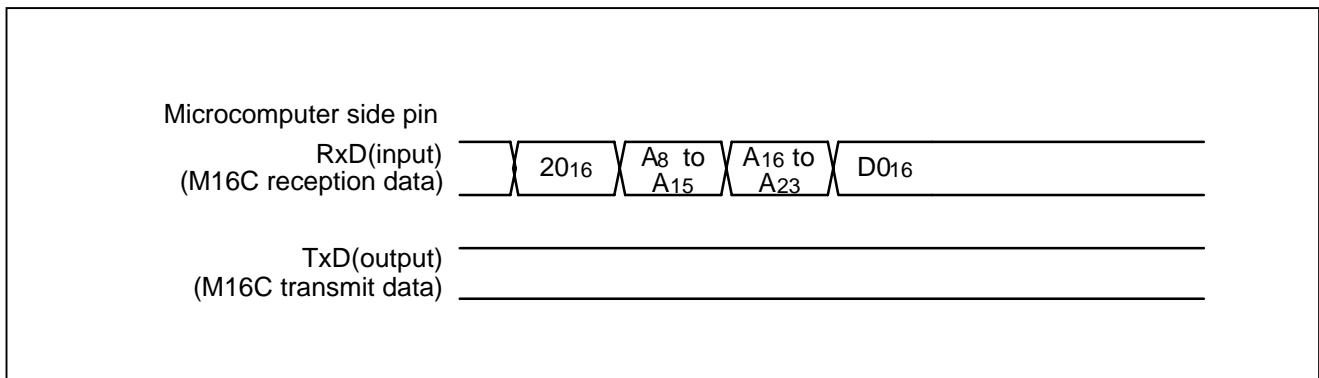 Microcomputer side pin
RxD(input)
(M16C reception data)
2016
A8 to
A15
A16 to
A23
D016
TxD(output)
(M16C transmit data)